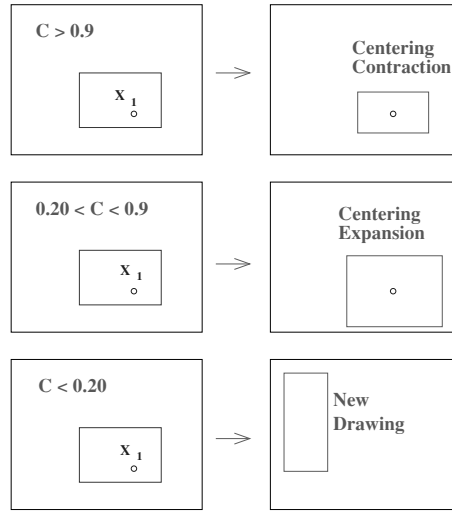 C > 0.9
X 1
Centering
Contraction
0.20 < C < 0.9
X 1
Centering
Expansion
C < 0.20
X 1
New
Drawing